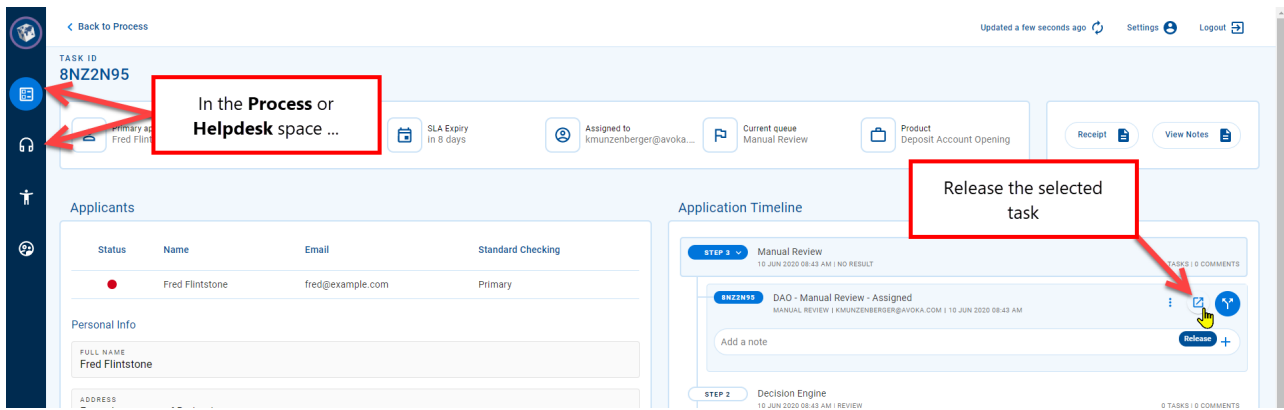 Back to Process
Updated a few seconds ago
Settings
Logout
TASK ID
8NZ2N95
In the Process or
Helpdesk space ...
Primary
Fred Flint
SLA Expiry
in 8 days
Assigned to
kmunzenberger@avoka....
Current queue
Manual Review
Product
Deposit Account Opening
Receipt
View Notes
Release the selected
task
Applicants
Status Name Email Standard Checking
Fred Flintstone fred@example.com Primary
Personal Info
FULL NAME
Fred Flintstone
ADDRESS
Application Timeline
STEP 3
Manual Review
10 JUN 2020 08:43 AM | NO RESULT
TASKS | 0 COMMENTS
8NZ2N95
DAO - Manual Review - Assigned
MANUAL REVIEW | KMUNZENBERGER@AVOKA.COM | 10 JUN 2020 08:43 AM
Add a note
Release
STEP 2
Decision Engine
10 JUN 2020 08:43 AM | REVIEW
0 TASKS | 0 COMMENTS